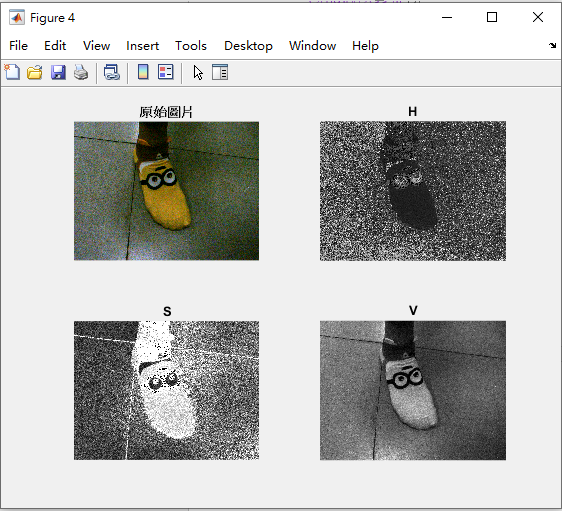 Figure 4
File Edit View Insert Tools Desktop Window Help
原始圖片
H
S
V